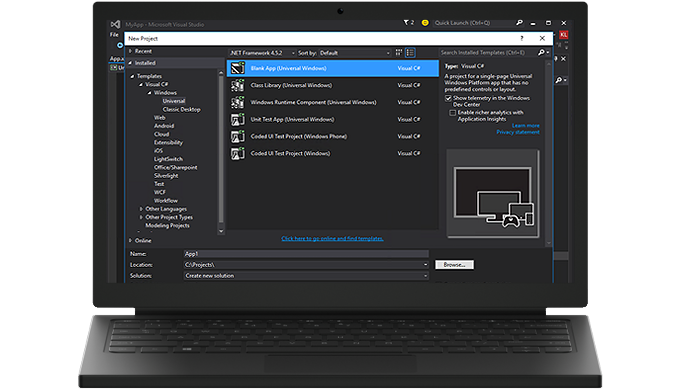 MyApp - Microsoft Visual Studio
2
Quick Launch (Ctrl+Q)
File
KL
New Project
?
Recent
.NET Framework 4.5.2
Sort by: Default
Search Installed Templates (Ctrl+E)
Installed
Templates
Visual C#
Windows
Universal
Classic Desktop
Web
Android
Cloud
Extensibility
iOS
LightSwitch
Office/Sharepoint
Silverlight
Test
WCF
Workflow
Other Languages
Other Project Types
Modeling Projects
Online
Blank App (Universal Windows) Visual C#
Class Library (Universal Windows) Visual C#
Windows Runtime Component (Universal Windows) Visual C#
Unit Test App (Universal Windows) Visual C#
Coded UI Test Project (Windows Phone) Visual C#
Coded UI Test Project (Windows) Visual C#
Click here to go online and find templates.
Type: Visual C#
A project for a single-page Universal
Windows Platform app that has no
predefined controls or layout.
Show telemetry in the Windows
Dev Center
Enable richer analytics with
Application Insights
Learn more
Privacy statement
Name: App1
Location: C:\Projects\
Browse...
Solution: Create new solution